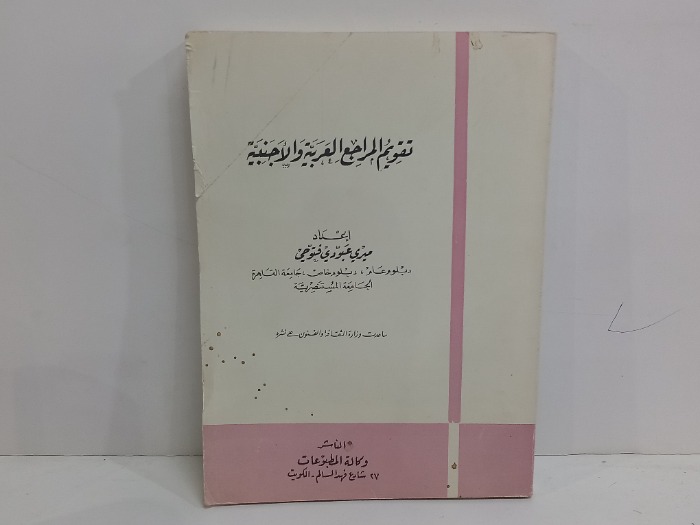 تقويم المراجع العربية والأجنبية
إعداد
ميري عبودي فتوحي
دبلوم عام، دبلوم خاص، جامعة القاهرة
الجامعة المستنصرية
ساعدت وزارة الثقافة والفنون على نشره
الناشر
وكالة المطبوعات
٢٧ شارع فهد السالم - الكويت